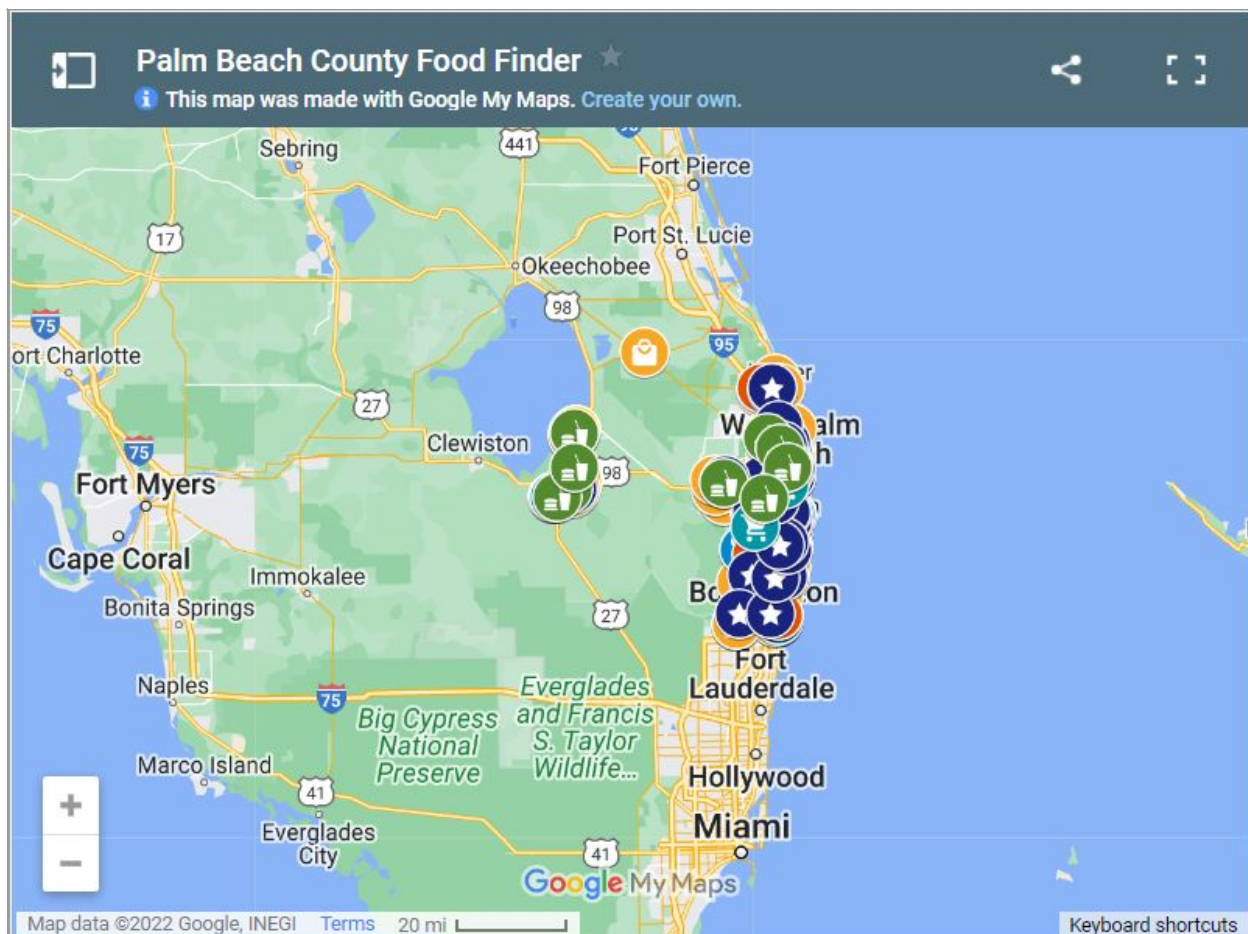 Palm Beach County Food Finder
This map was made with Google My Maps. Create your own.
95
441
Sebring
Fort Pierce
17
Port St. Lucie
Okeechobee
98
75
95
ort Charlotte
27
Clewiston
98
75
Fort Myers
Cape Coral
Immokalee
Bonita Springs
27
Fort
Lauderdale
Naples
75
Everglades
and Francis
S. Taylor
Wildlife...
Big Cypress
National
Preserve
Marco Island
Hollywood
41
Miami
Everglades
City
41
Google My Maps
Map data ©2022 Google, INEGI
Terms
20 mi
Keyboard shortcuts